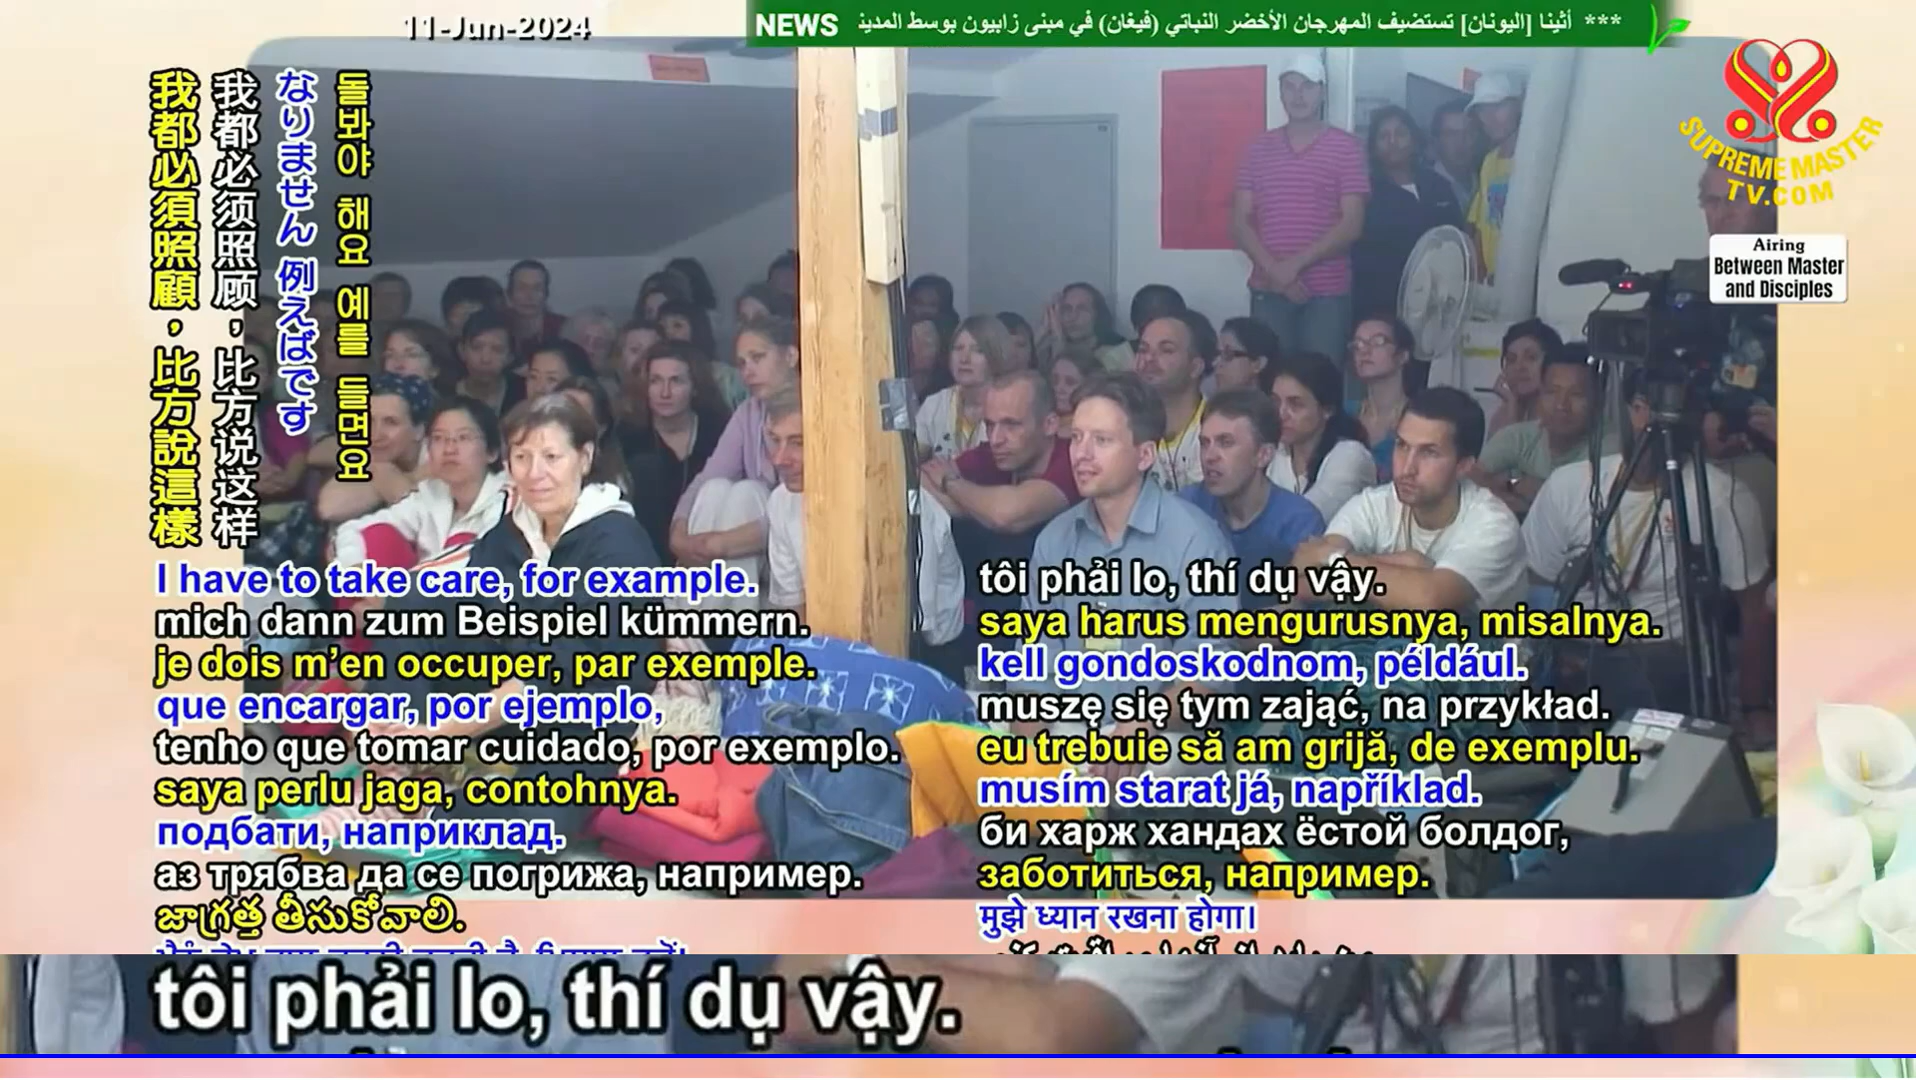 11-Jun-2024
NEWS
*** أثينا [اليونان] تستضيف المهرجان الأخضر النباتي (فيغان) في مبنى زابيون بوسط المدين
SUPREME MASTER
TV.COM
Airing
Between Master
and Disciples
我都必須照顧，比方說這樣
我都必须照顾，比方说这样
なりません 例えばです
돌봐야 해요 예를 들면요
I have to take care, for example.
mich dann zum Beispiel kümmern.
je dois m’en occuper, par exemple.
que encargar, por ejemplo,
tenho que tomar cuidado, por exemplo.
saya perlu jaga, contohnya.
подбати, наприклад.
аз трябва да се погрижа, например.
జాగ్రత్త తీసుకోవాలి.
tôi phải lo, thí dụ vậy.
saya harus mengurusnya, misalnya.
kell gondoskodnom, például.
muszę się tym zająć, na przykład.
eu trebuie să am grijă, de exemplu.
musím starat já, například.
би харж хандах ёстой болдог,
заботиться, например.
मुझे ध्यान रखना होगा।
tôi phải lo, thí dụ vậy.